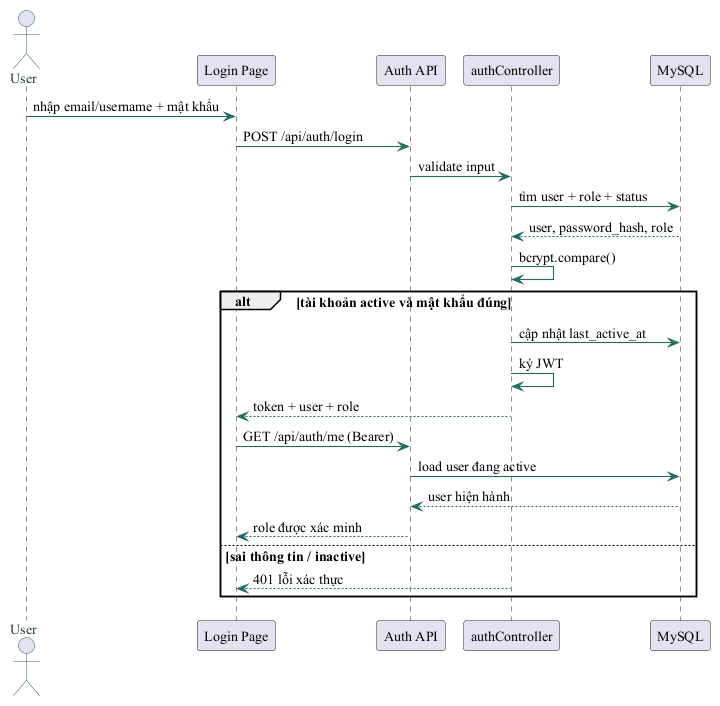 User
Login Page
Auth API
authController
MySQL
nhập email/username + mật khẩu
POST /api/auth/login
validate input
tìm user + role + status
user, password_hash, role
bcrypt.compare()
alt
[tài khoản active và mật khẩu đúng]
cập nhật last_active_at
ký JWT
token + user + role
GET /api/auth/me (Bearer)
load user đang active
user hiện hành
role được xác minh
[sai thông tin / inactive]
401 lỗi xác thực
User
Login Page
Auth API
authController
MySQL